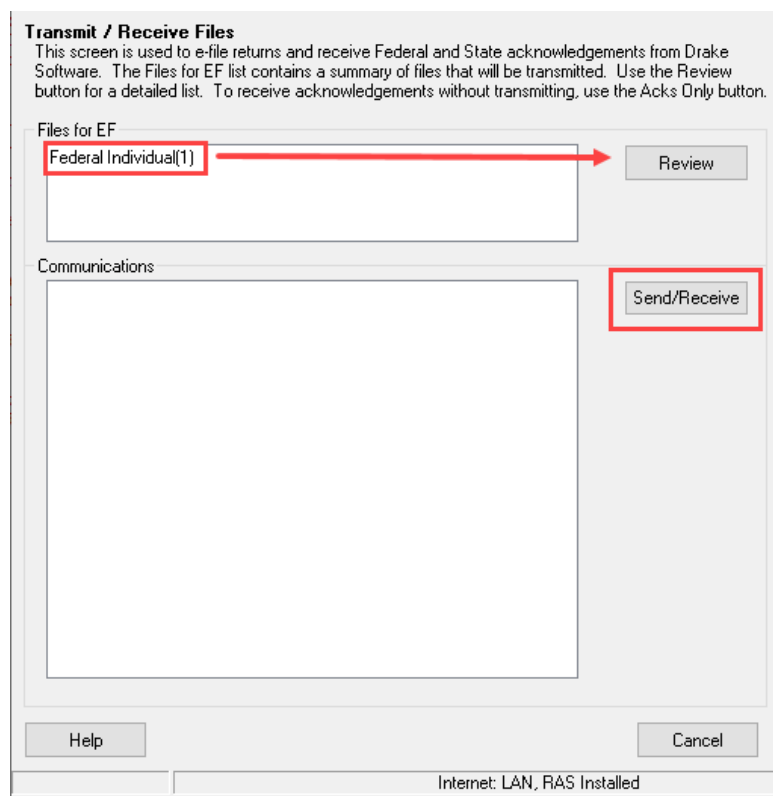 Transmit / Receive Files
This screen is used to e-file returns and receive Federal and State acknowledgements from Drake
Software. The Files for EF list contains a summary of files that will be transmitted. Use the Review
button for a detailed list. To receive acknowledgements without transmitting, use the Acks Only button.
Files for EF
Federal Individual(1)
Review
Communications
Send/Receive
Help
Cancel
Internet: LAN, RAS Installed